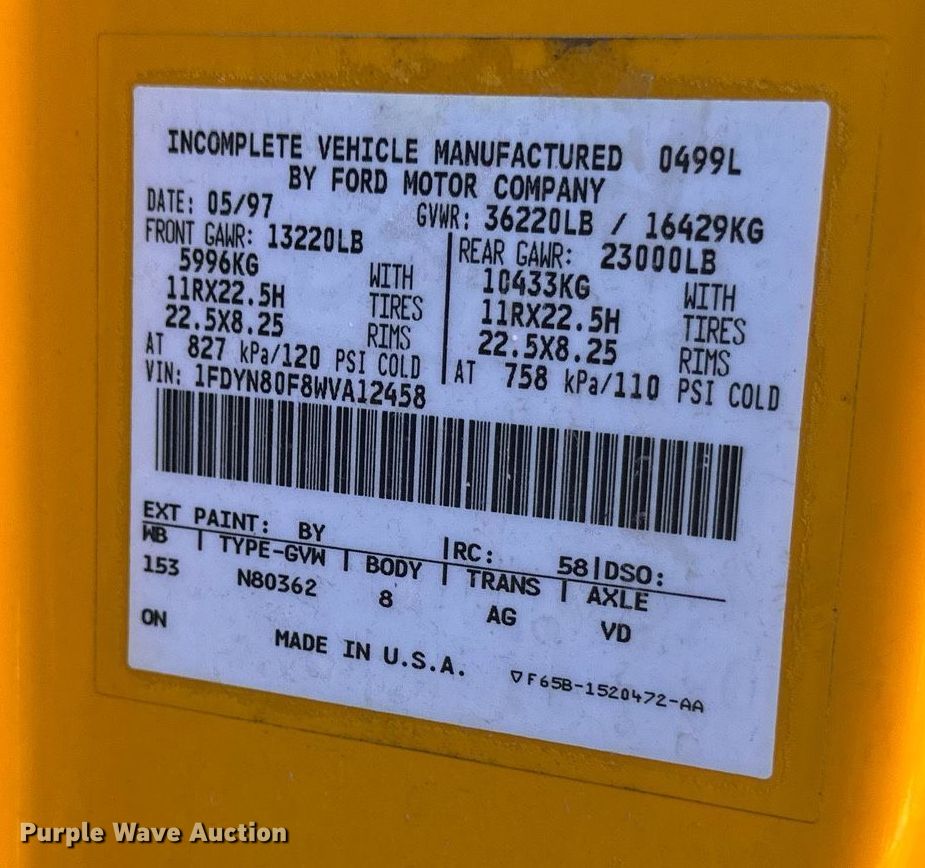 INCOMPLETE VEHICLE MANUFACTURED 0499L
BY FORD MOTOR COMPANY
DATE: 05/97 GVWR: 36220LB / 16429KG
FRONT GAWR: 13220LB REAR GAWR: 23000LB
5996KG WITH 10433KG WITH
11RX22.5H TIRES 11RX22.5H TIRES
22.5X8.25 RIMS 22.5X8.25 RIMS
AT 827 kPa/120 PSI COLD AT 758 kPa/110 PSI COLD
VIN: 1FDYN80F8WVA12458
EXT PAINT: BY RC: 58 DSO:
WB TYPE-GVW BODY TRANS AXLE
153 N80362 8 AG VD
ON MADE IN U.S.A. ▽F65B-1520472-AA
Purple Wave Auction